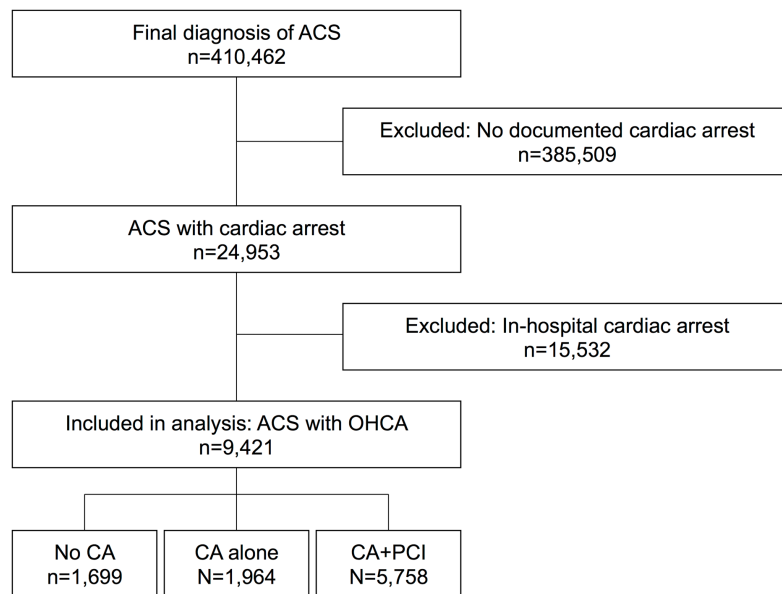 Final diagnosis of ACS
n=410,462
Excluded: No documented cardiac arrest
n=385,509
ACS with cardiac arrest
n=24,953
Excluded: In-hospital cardiac arrest
n=15,532
Included in analysis: ACS with OHCA
n=9,421
No CA
n=1,699
CA alone
N=1,964
CA+PCI
N=5,758